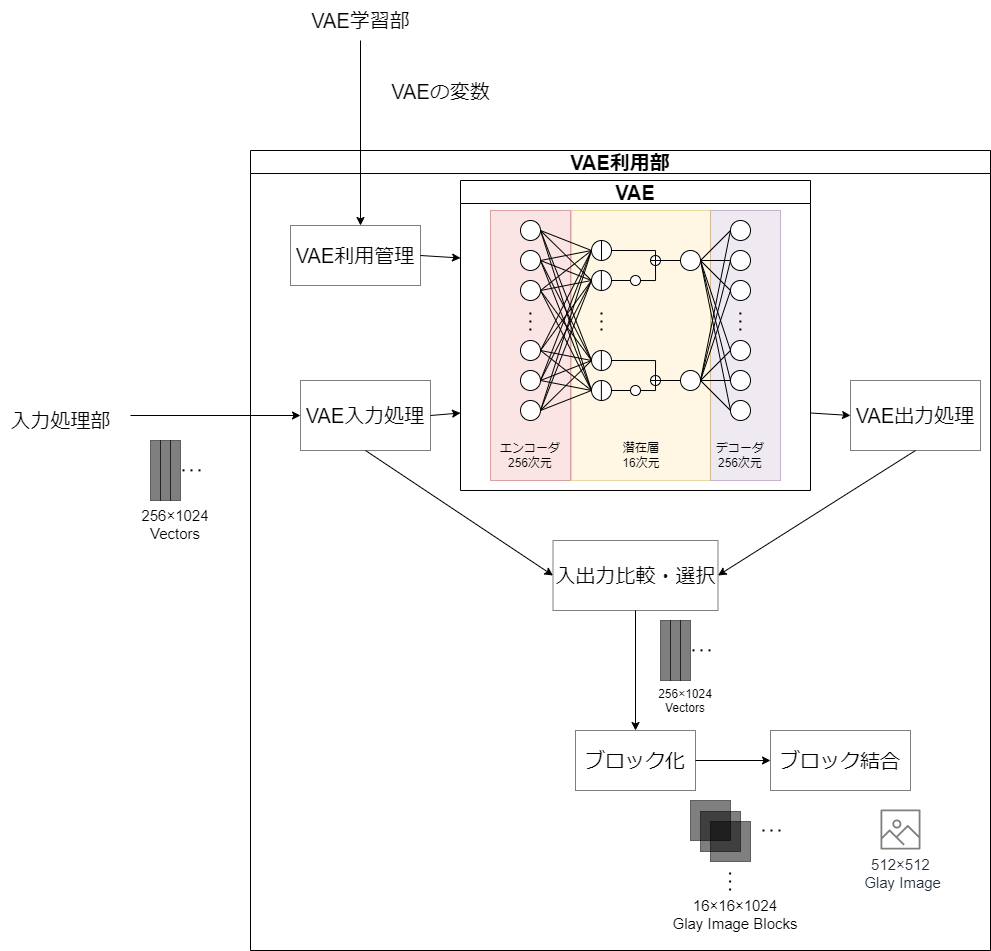 VAE学習部
VAEの変数
VAE利用部
VAE
VAE利用管理
入力処理部
VAE入力処理
VAE出力処理
エンコーダ
256次元
潜在層
16次元
デコーダ
256次元
256×1024
Vectors
入出力比較・選択
256×1024
Vectors
ブロック化
ブロック結合
512×512
Glay Image
16×16×1024
Glay Image Blocks